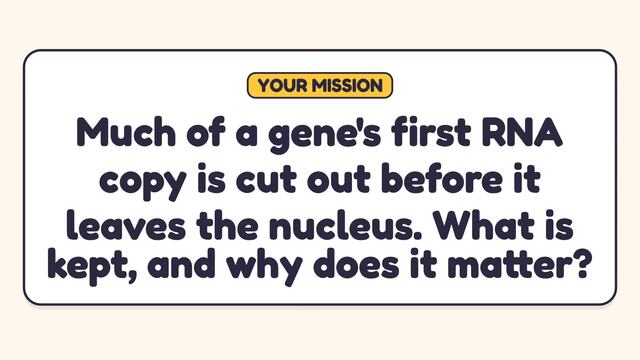 YOUR MISSION
Much of a gene's first RNA
copy is cut out before it
leaves the nucleus. What is
kept, and why does it matter?